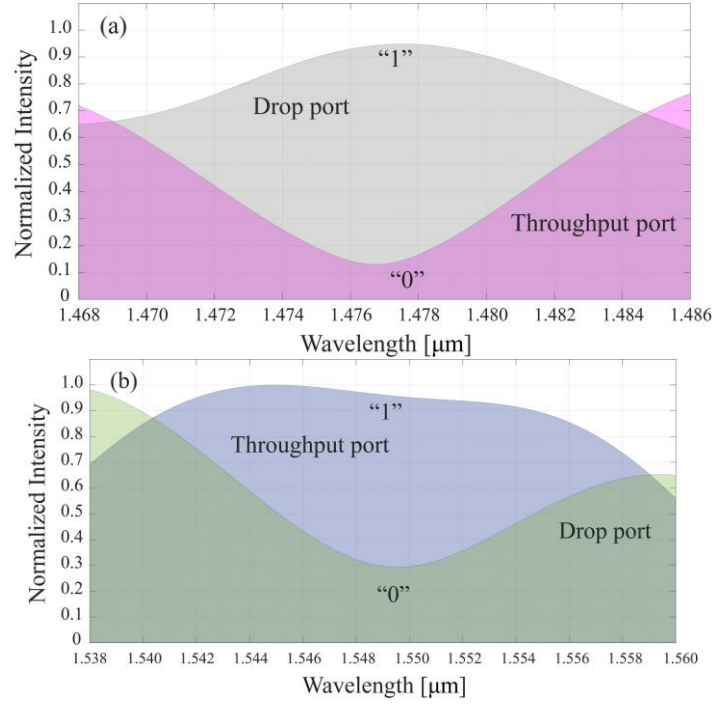 (a)
1.0
0.9
0.8
0.7
0.6
0.5
0.4
0.3
0.2
0.1
0
Normalized Intensity
“1”
Drop port
Throughput port
“0”
1.468 1.470 1.472 1.474 1.476 1.478 1.480 1.482 1.484 1.486
Wavelength [μm]
(b)
1.0
0.9
0.8
0.7
0.6
0.5
0.4
0.3
0.2
0.1
0
Normalized Intensity
“1”
Throughput port
Drop port
“0”
1.538 1.540 1.542 1.544 1.546 1.548 1.550 1.552 1.554 1.556 1.558 1.560
Wavelength [μm]